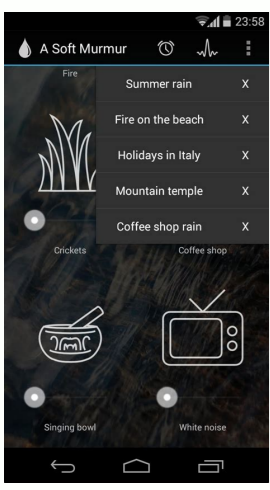 23:58
A Soft Murmur
Fire
Summer rain X
Fire on the beach X
Holidays in Italy X
Mountain temple X
Coffee shop rain X
Crickets Coffee shop
Singing bowl White noise